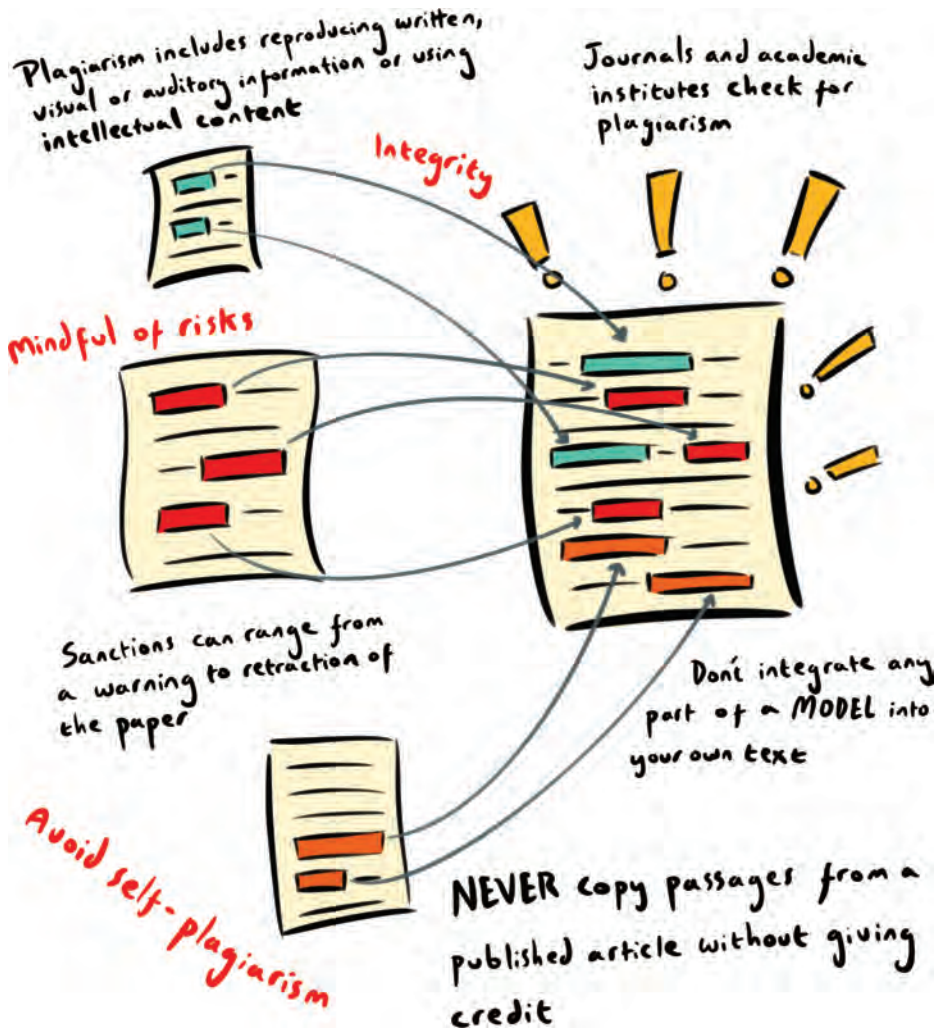 Plagiarism includes reproducing written,
visual or auditory information or using
intellectual content
Journals and academic
institutes check for
plagiarism
Integrity
Mindful of risks
Sanctions can range from
a warning to retraction of
the paper
Don't integrate any
part of a MODEL into
your own text
Avoid self-plagiarism
NEVER copy passages from a
published article without giving
credit